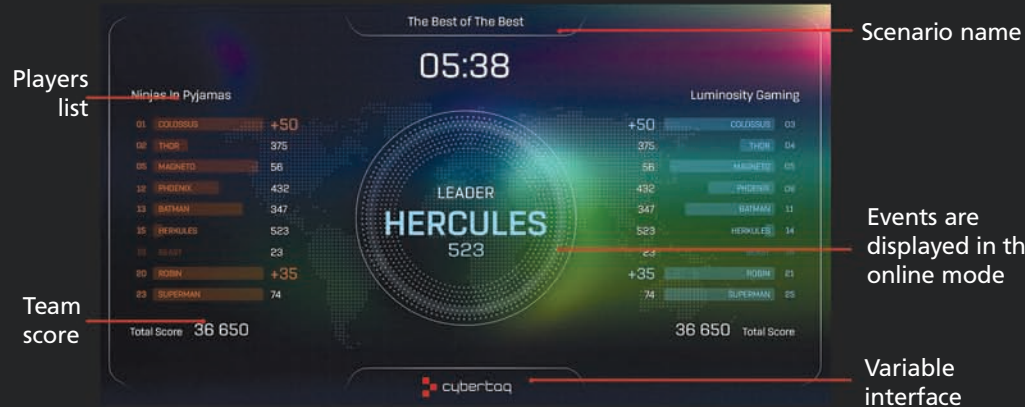 The Best of The Best
Scenario name
05:38
Players
list
Ninjas In Pyjamas
Luminosity Gaming
01 COLOSSUS +50
02 THOR 375
05 MAGNETO 56
12 PHOENIX 432
13 BATMAN 347
15 HERKULES 523
BEAST 23
20 ROBIN +35
23 SUPERMAN 74
LEADER
HERCULES
523
+50 COLOSSUS 03
375 THOR 04
56 MAGNETO 05
432 PHOENIX
347 BATMAN 11
523 HERKULES 14
23 BEAST
+35 ROBIN 21
74 SUPERMAN 25
Events are
displayed in th
online mode
Team
score
Total Score 36 650
36 650 Total Score
Variable
interface
cybertag